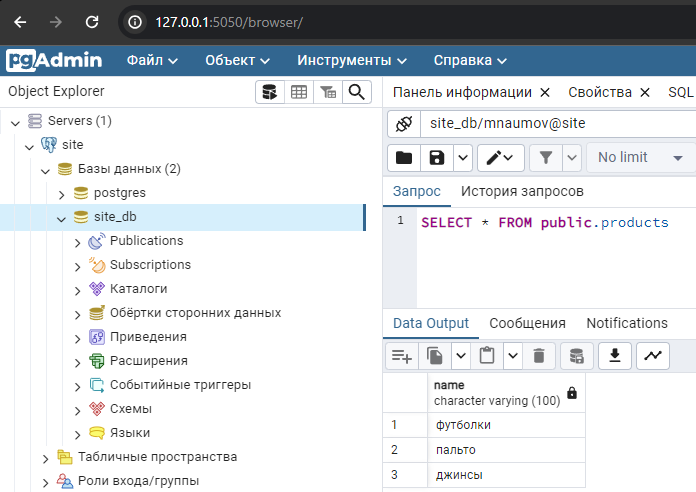 127.0.0.1:5050/browser/
pgAdmin Файл Объект Инструменты Справка
Object Explorer
Servers (1)
site
Базы данных (2)
postgres
site_db
Publications
Subscriptions
Каталоги
Обёртки сторонних данных
Приведения
Расширения
Событийные триггеры
Схемы
Языки
Табличные пространства
Роли входа/группы
Панель информации Свойства SQL
site_db/mnaumov@site
No limit
Запрос История запросов
1 SELECT * FROM public.products
Data Output Сообщения Notifications
name
character varying (100)
1 футболки
2 пальто
3 джинсы